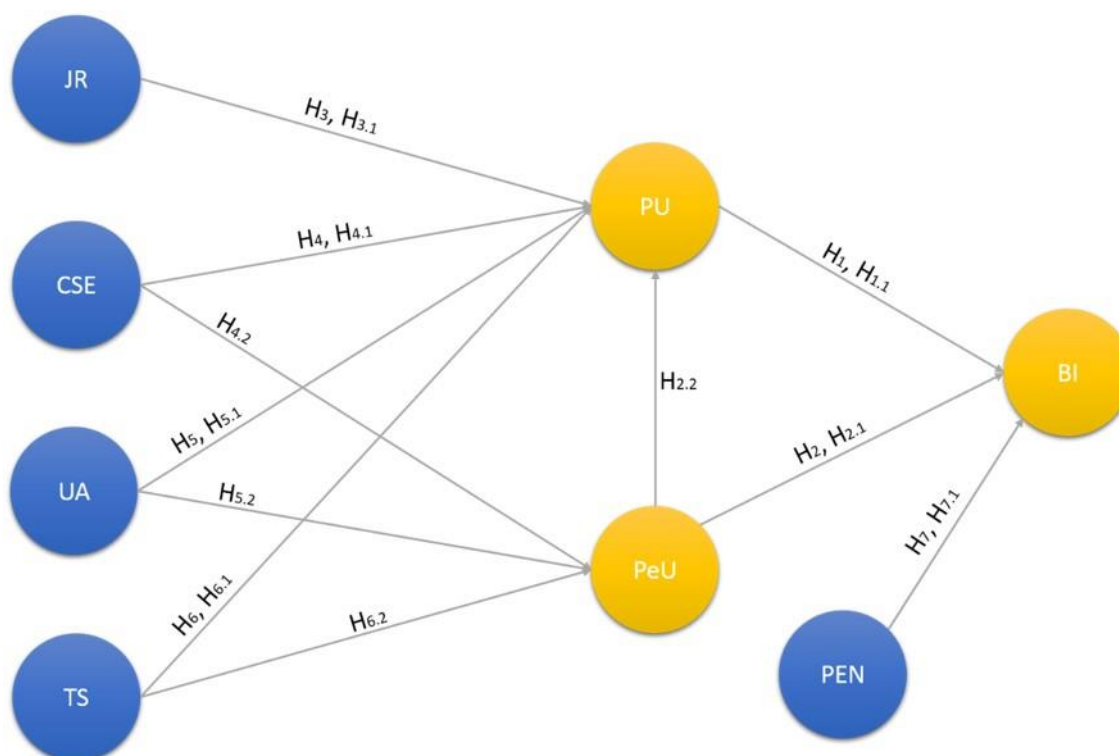 JR
H3, H3.1
PU
CSE
H4, H4.1
H1, H1.1
H4.2
BI
H2.2
H5, H5.1
H2, H2.1
UA
H5.2
H7, H7.1
PeU
H6, H6.1
H6.2
PEN
TS